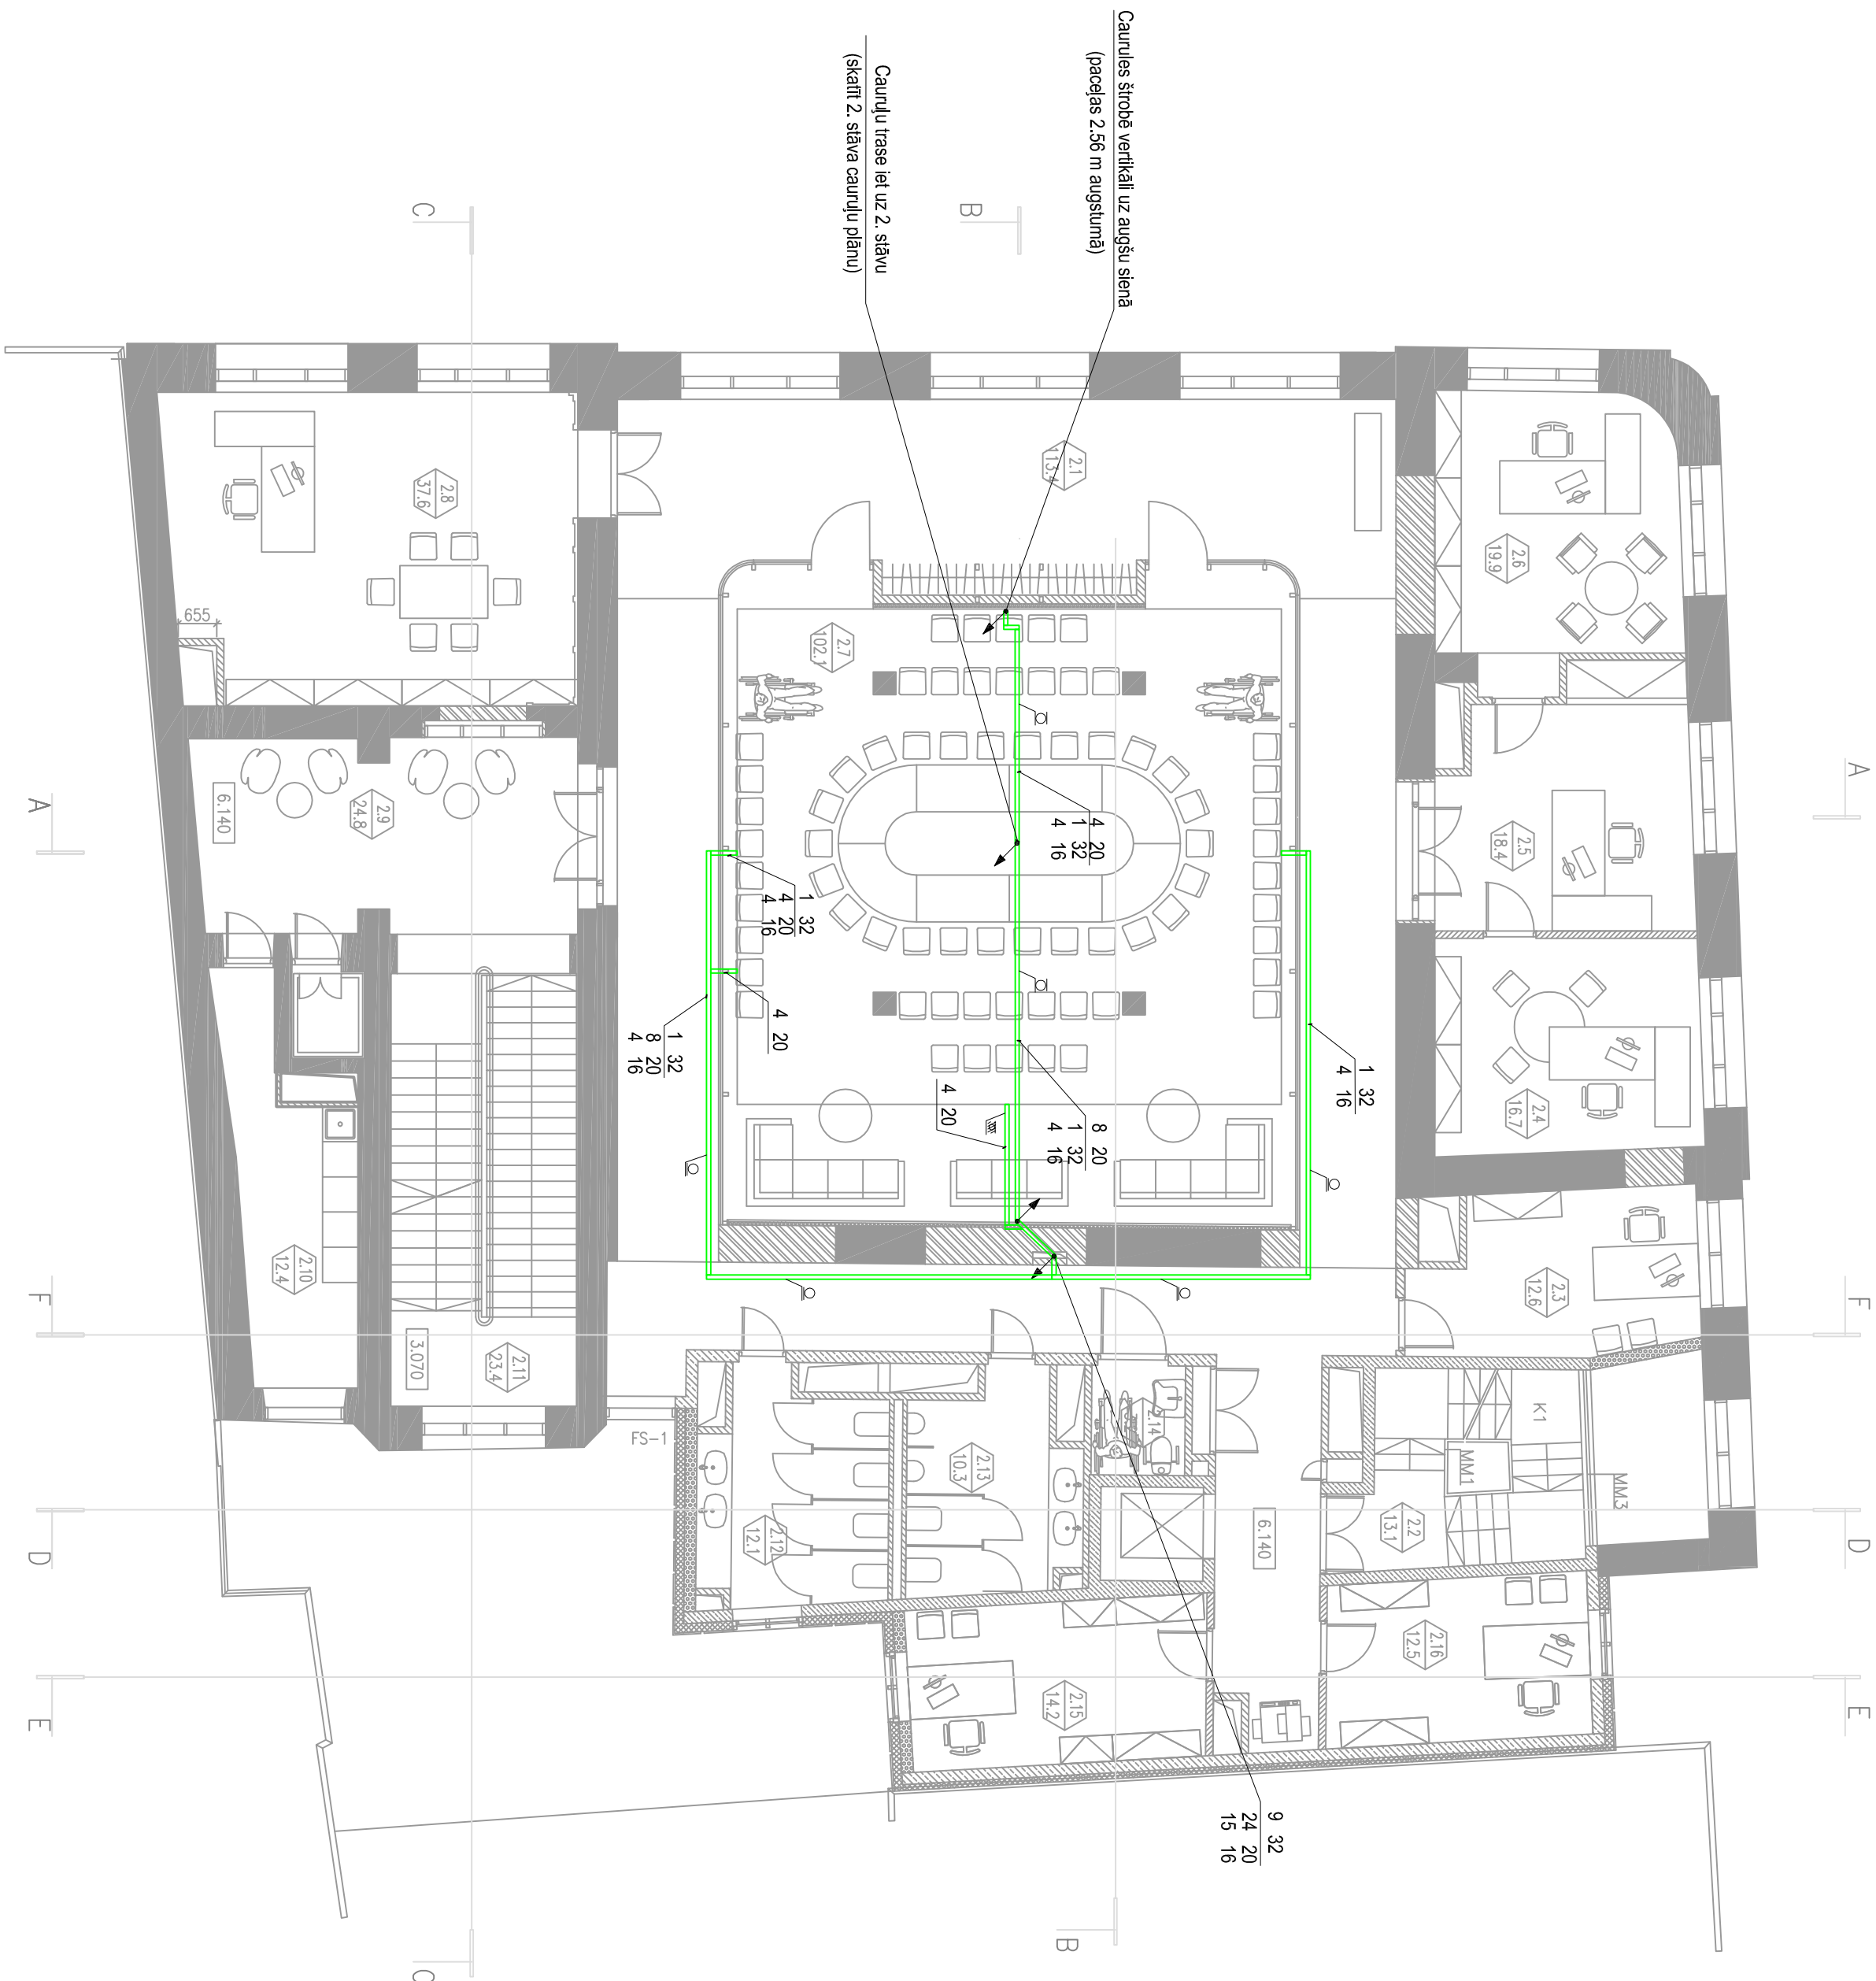 Caurules štrobē vertikāli uz augšu sienā
(paceļas 2.56 m augstumā)
Cauruļu trase iet uz 2. stāvu
(skatīt 2. stāva cauruļu plānu)
C
B
A
A
F
F
D
D
E
E
B
C
2.1
113.4
2.6
19.9
2.8
37.6
655
2.7
102.1
2.5
18.4
2.9
24.8
6.140
4 20
1 32
4 16
1 32
4 20
4 16
4 20
1 32
8 20
4 16
1 32
4 16
8 20
1 32
4 16
4 20
2.4
16.7
2.3
12.6
2.10
12.4
2.11
23.4
3.070
FS-1
2.14
2.13
10.3
2.12
12.1
K1
MM1
MM3
2.2
13.1
6.140
2.16
12.5
2.15
14.2
9 32
24 20
15 16